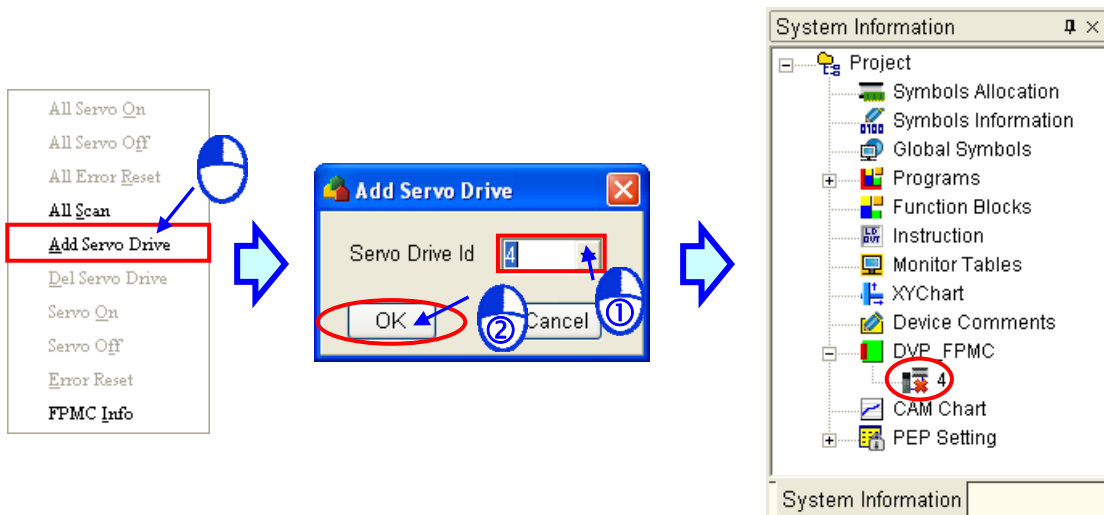 All Servo On
All Servo Off
All Error Reset
All Scan
Add Servo Drive
Del Servo Drive
Servo On
Servo Off
Error Reset
FPMC Info
Add Servo Drive
Servo Drive Id
4
OK
Cancel
①
②
System Information
Project
Symbols Allocation
Symbols Information
Global Symbols
Programs
Function Blocks
Instruction
Monitor Tables
XYChart
Device Comments
DVP_FPMC
4
CAM Chart
PEP Setting
System Information